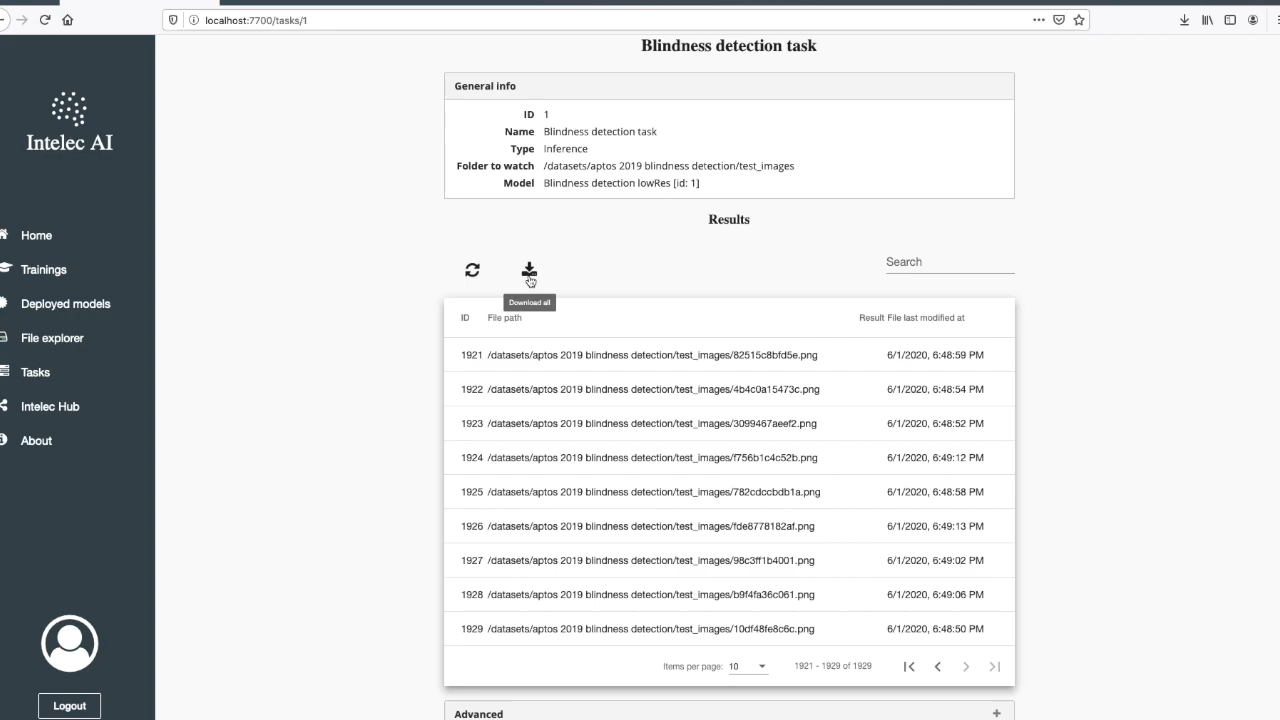 localhost:7700/tasks/1
Intelec AI
Home
Trainings
Deployed models
File explorer
Tasks
Intelec Hub
About
Logout
Blindness detection task
General info
ID 1
Name Blindness detection task
Type Inference
Folder to watch /datasets/aptos 2019 blindness detection/test_images
Model Blindness detection lowRes [id: 1]
Results
Search
Download all
ID File path Result File last modified at
1921 /datasets/aptos 2019 blindness detection/test_images/82515c8bfd5e.png 6/1/2020, 6:48:59 PM
1922 /datasets/aptos 2019 blindness detection/test_images/4b4c0a15473c.png 6/1/2020, 6:48:54 PM
1923 /datasets/aptos 2019 blindness detection/test_images/3099467aeef2.png 6/1/2020, 6:48:52 PM
1924 /datasets/aptos 2019 blindness detection/test_images/f756b1c4c52b.png 6/1/2020, 6:49:12 PM
1925 /datasets/aptos 2019 blindness detection/test_images/782cdccbdb1a.png 6/1/2020, 6:48:58 PM
1926 /datasets/aptos 2019 blindness detection/test_images/fde8778182af.png 6/1/2020, 6:49:13 PM
1927 /datasets/aptos 2019 blindness detection/test_images/98c3ff1b4001.png 6/1/2020, 6:49:02 PM
1928 /datasets/aptos 2019 blindness detection/test_images/b9f4fa36c061.png 6/1/2020, 6:49:06 PM
1929 /datasets/aptos 2019 blindness detection/test_images/10df48fe8c6c.png 6/1/2020, 6:48:50 PM
Items per page: 10 1921 - 1929 of 1929
Advanced +